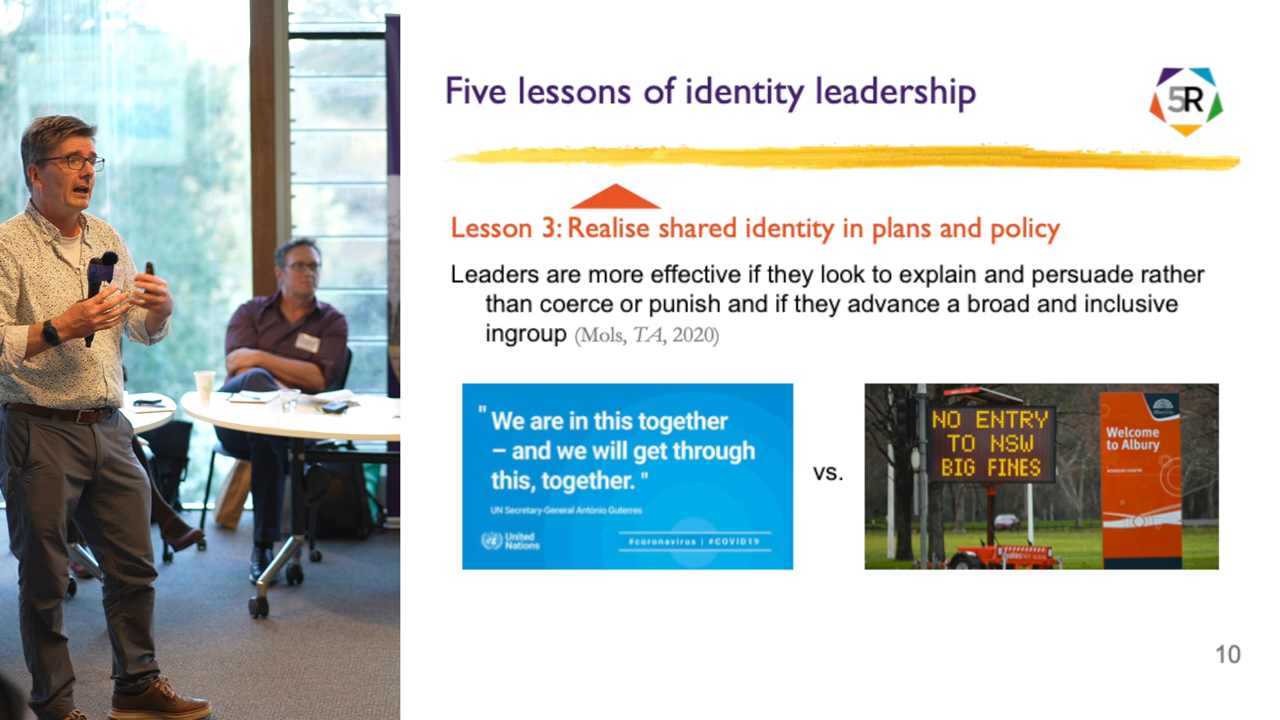 Five lessons of identity leadership
5R
Lesson 3: Realise shared identity in plans and policy
Leaders are more effective if they look to explain and persuade rather
than coerce or punish and if they advance a broad and inclusive
ingroup (Mols, TA, 2020)
"We are in this together
– and we will get through
this, together."
UN Secretary-General António Guterres
United
Nations
#coronavirus | #COVID19
vs.
NO ENTRY
TO NSW
BIG FINES
Welcome
to Albury
10